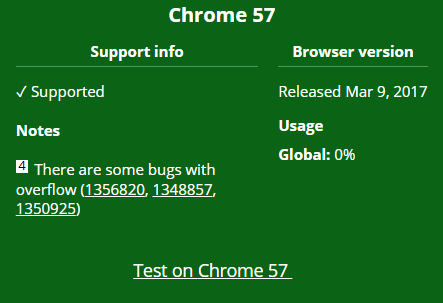 Chrome 57
Support info
✓ Supported
Notes
4 There are some bugs with
overflow (1356820, 1348857,
1350925)
Browser version
Released Mar 9, 2017
Usage
Global: 0%
Test on Chrome 57